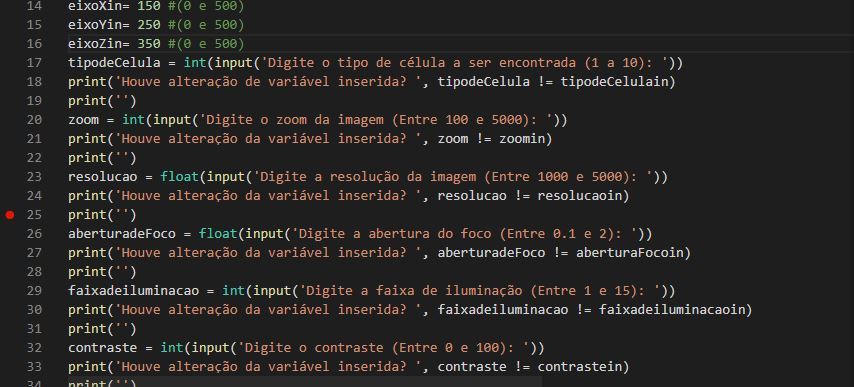 14 eixoXin= 150 #(0 e 500)
15 eixoYin= 250 #(0 e 500)
16 eixoZin= 350 #(0 e 500)
17 tipodeCelula = int(input('Digite o tipo de célula a ser encontrada (1 a 10): '))
18 print('Houve alteração de variável inserida? ', tipodeCelula != tipodeCelulain)
19 print('')
20 zoom = int(input('Digite o zoom da imagem (Entre 100 e 5000): '))
21 print('Houve alteração da variável inserida? ', zoom != zoomin)
22 print('')
23 resolucao = float(input('Digite a resolução da imagem (Entre 1000 e 5000): '))
24 print('Houve alteração da variável inserida? ', resolucao != resolucaoin)
25 print('')
26 aberturadeFoco = float(input('Digite a abertura do foco (Entre 0.1 e 2): '))
27 print('Houve alteração da variável inserida? ', aberturadeFoco != aberturaFocoin)
28 print('')
29 faixadeiluminacao = int(input('Digite a faixa de iluminação (Entre 1 e 15): '))
30 print('Houve alteração da variável inserida? ', faixadeiluminacao != faixadeiluminacaoin)
31 print('')
32 contraste = int(input('Digite o contraste (Entre 0 e 100): '))
33 print('Houve alteração da variável inserida? ', contraste != contrastein)
34 print('')